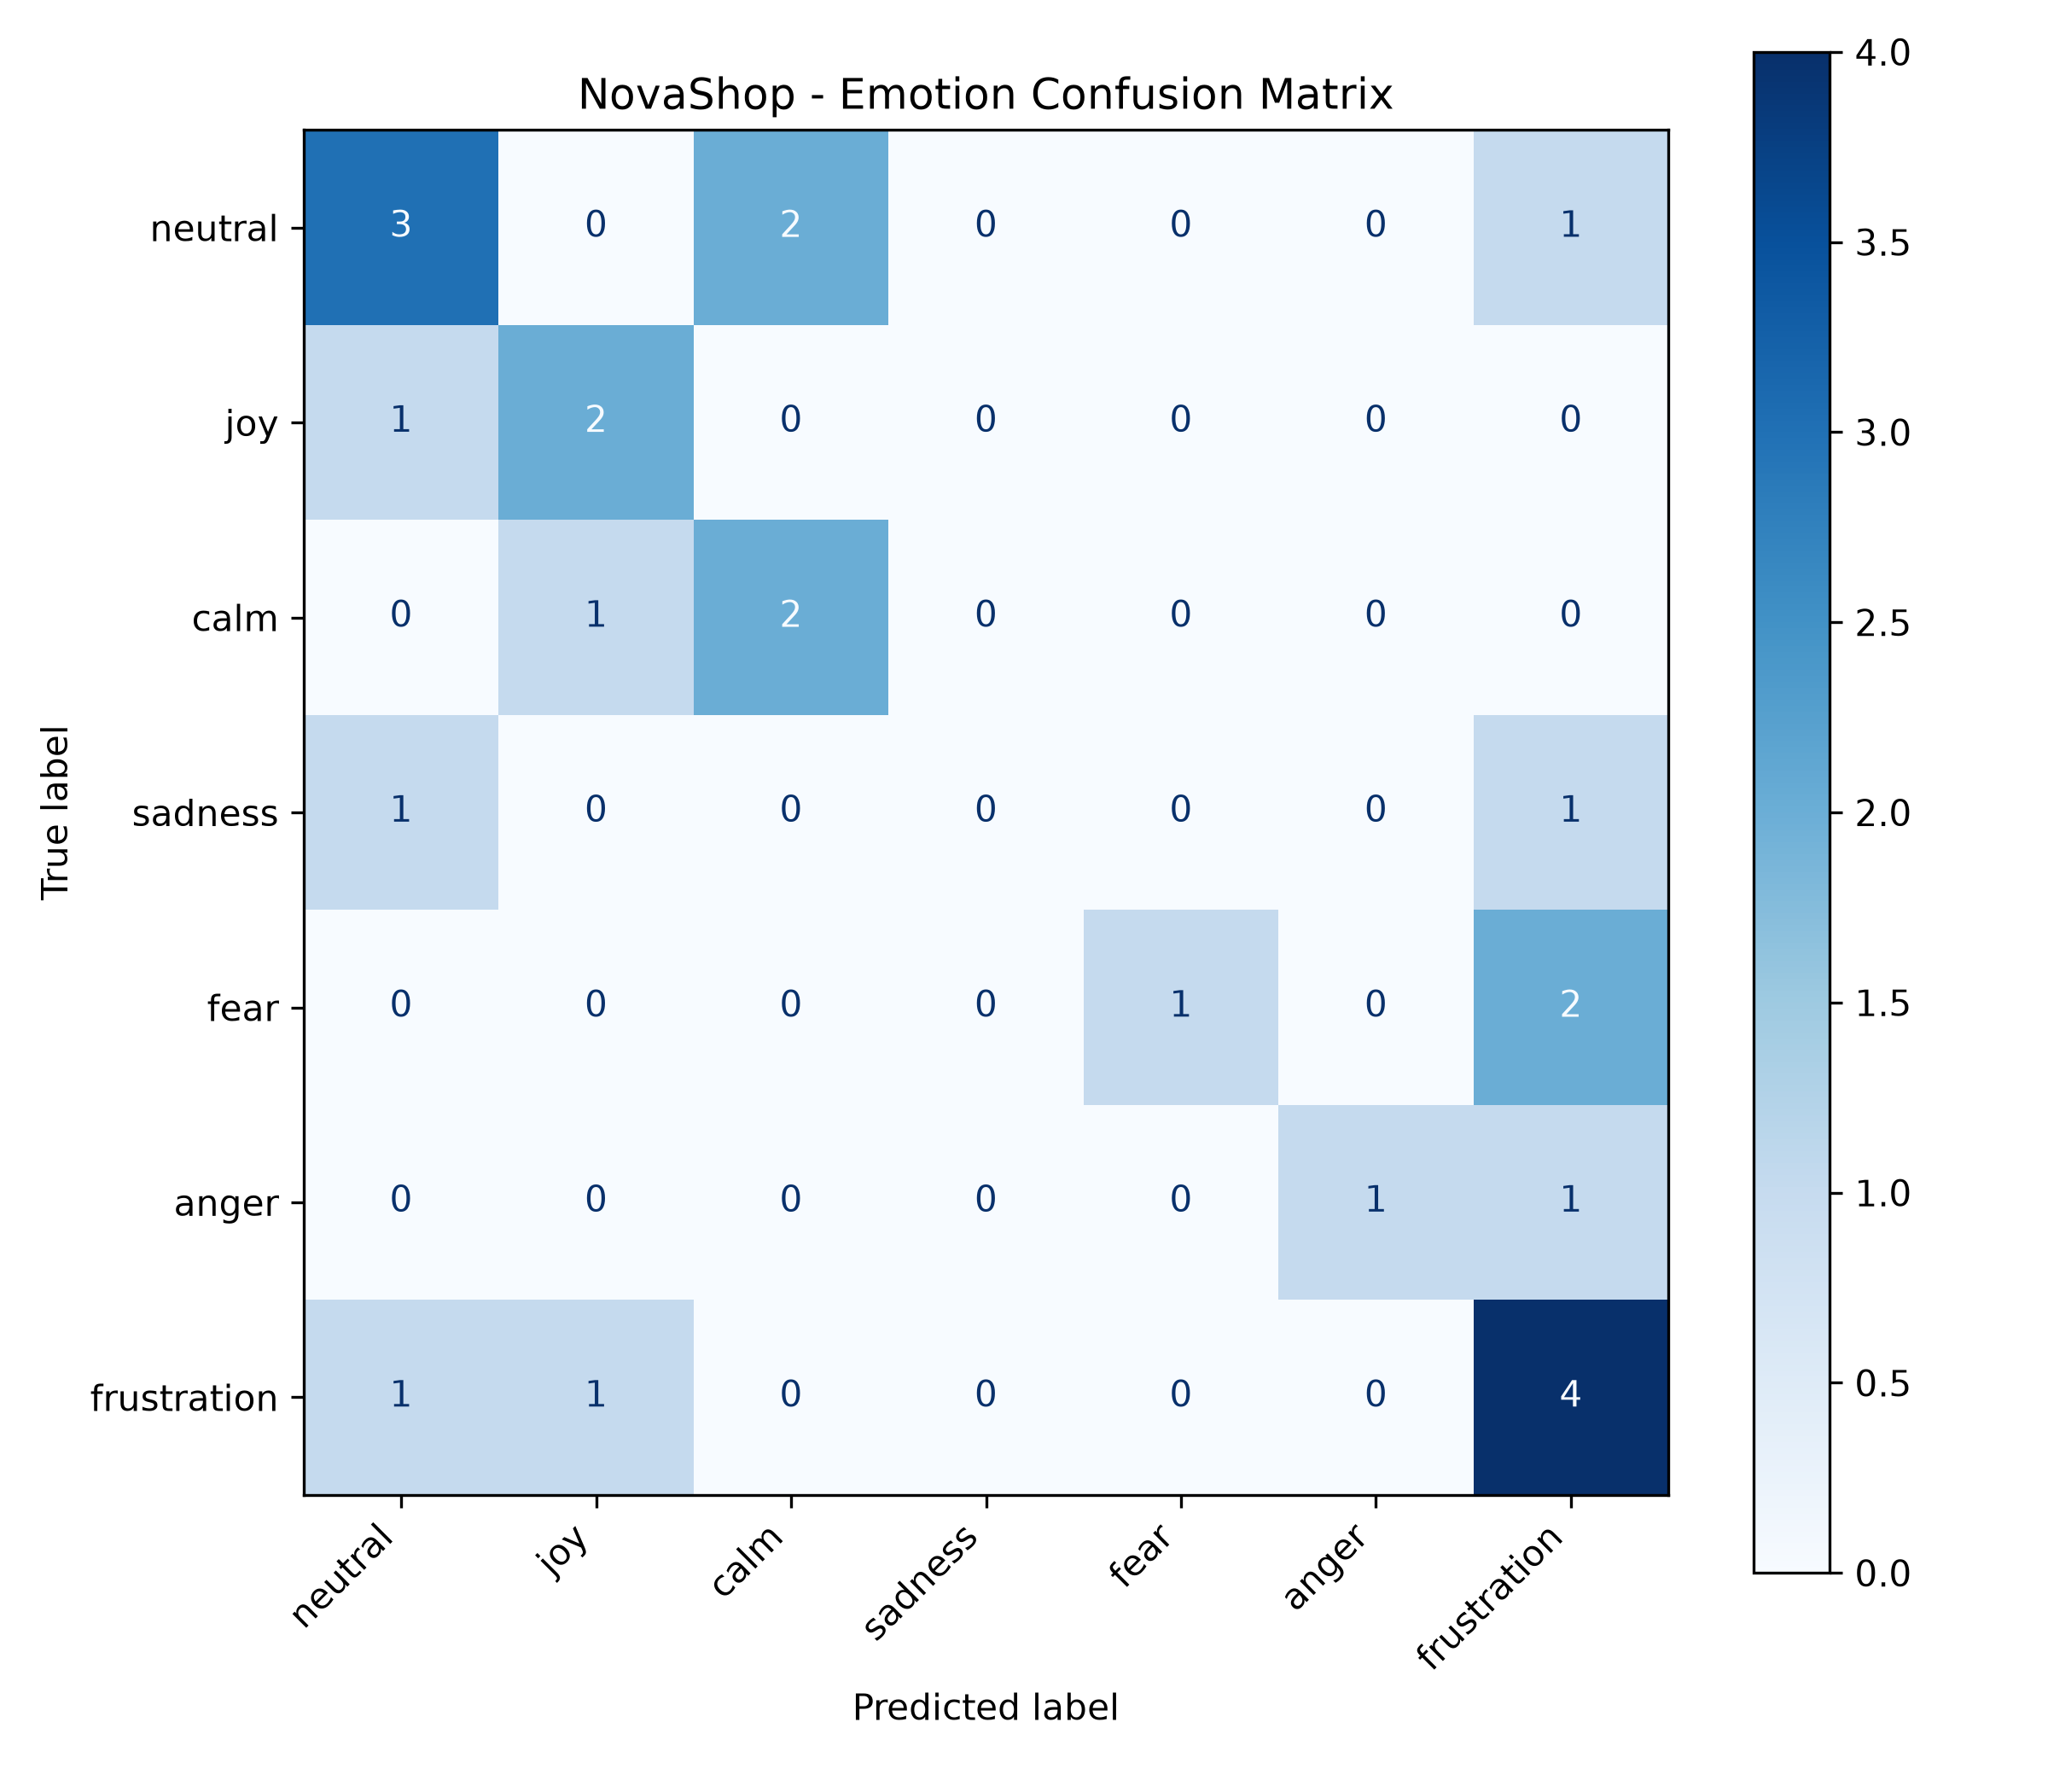 NovaShop - Emotion Confusion Matrix
neutral 3 0 2 0 0 0 1
joy 1 2 0 0 0 0 0
calm 0 1 2 0 0 0 0
sadness 1 0 0 0 0 0 1
fear 0 0 0 0 1 0 2
anger 0 0 0 0 0 1 1
frustration 1 1 0 0 0 0 4
True label
neutral joy calm sadness fear anger frustration
Predicted label
4.0
3.5
3.0
2.5
2.0
1.5
1.0
0.5
0.0